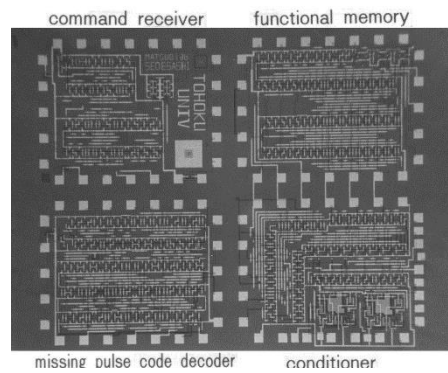 command receiver
functional memory
TOHOKU
UNIV
missing pulse code decoder
conditioner